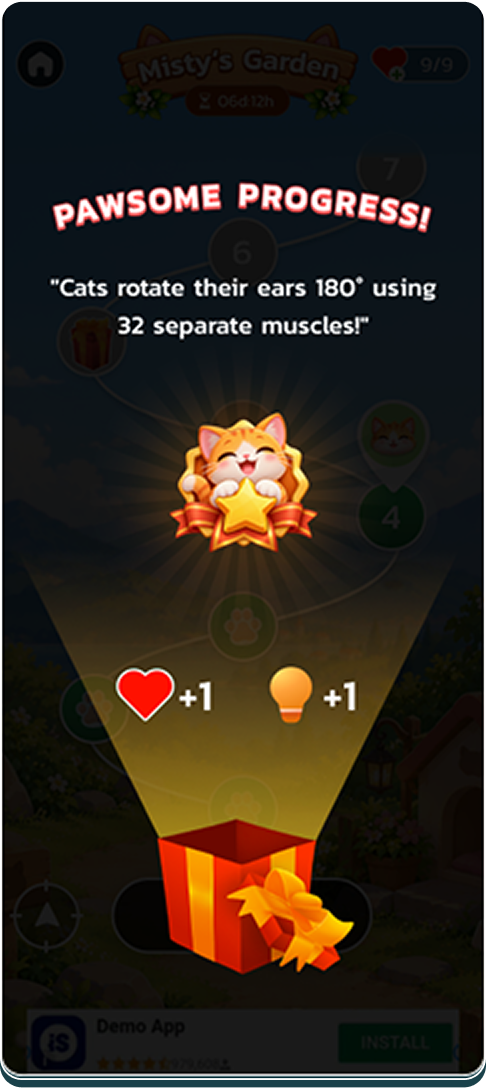 Misty's Garden
9/9
06d:12h
7
PAWSOME PROGRESS!
6
"Cats rotate their ears 180° using
32 separate muscles!"
4
+1
+1
iS
Demo App
INSTALL